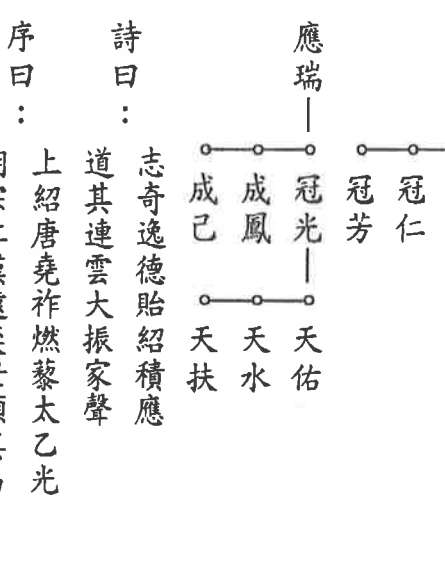 冠仁
冠芳
應瑞
冠光
成鳳
成己
天佑
天水
天扶
詩曰：
志奇逸德貽紹積應
道其連雲大振家聲
序曰：
上紹唐堯祚燃藜太乙光